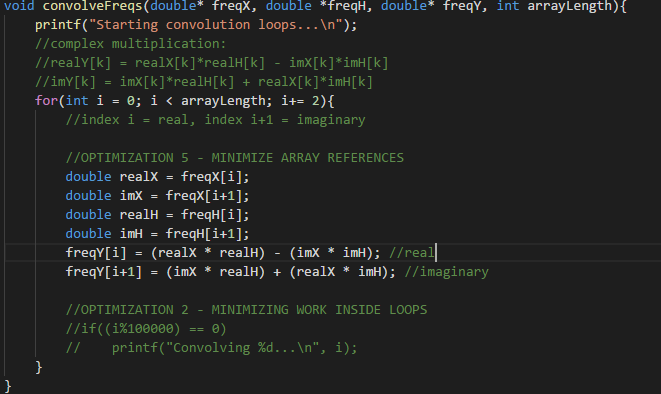 void convolveFreqs(double* freqX, double *freqH, double* freqY, int arrayLength){
printf("Starting convolution loops...\n");
//complex multiplication:
//realY[k] = realX[k]*realH[k] - imX[k]*imH[k]
//imY[k] = imX[k]*realH[k] + realX[k]*imH[k]
for(int i = 0; i < arrayLength; i+= 2){
//index i = real, index i+1 = imaginary
//OPTIMIZATION 5 - MINIMIZE ARRAY REFERENCES
double realX = freqX[i];
double imX = freqX[i+1];
double realH = freqH[i];
double imH = freqH[i+1];
freqY[i] = (realX * realH) - (imX * imH); //real
freqY[i+1] = (imX * realH) + (realX * imH); //imaginary
//OPTIMIZATION 2 - MINIMIZING WORK INSIDE LOOPS
//if((i%100000) == 0)
//    printf("Convolving %d...\n", i);
}
}